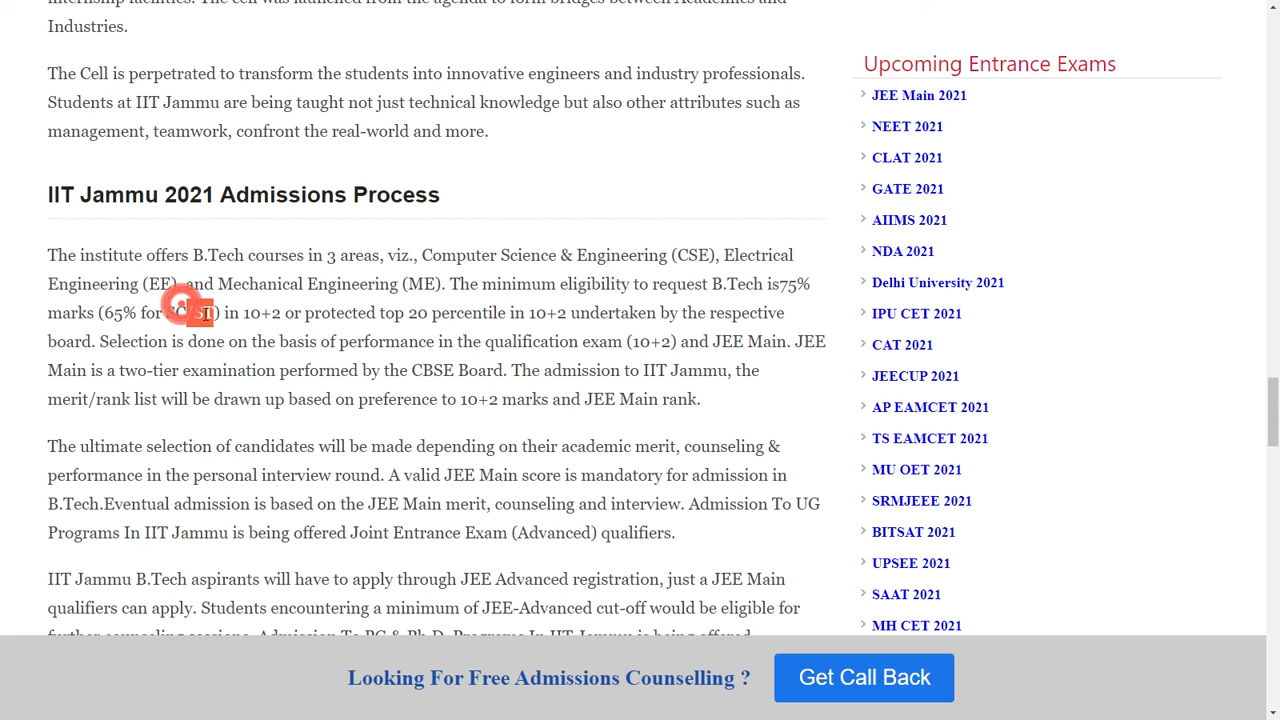 internship facilities. The cell was launched from the agenda to form bridges between Academics and
Industries.
The Cell is perpetrated to transform the students into innovative engineers and industry professionals.
Students at IIT Jammu are being taught not just technical knowledge but also other attributes such as
management, teamwork, confront the real-world and more.
IIT Jammu 2021 Admissions Process
The institute offers B.Tech courses in 3 areas, viz., Computer Science & Engineering (CSE), Electrical
Engineering (EE), and Mechanical Engineering (ME). The minimum eligibility to request B.Tech is75%
marks (65% for SC/ST) in 10+2 or protected top 20 percentile in 10+2 undertaken by the respective
board. Selection is done on the basis of performance in the qualification exam (10+2) and JEE Main. JEE
Main is a two-tier examination performed by the CBSE Board. The admission to IIT Jammu, the
merit/rank list will be drawn up based on preference to 10+2 marks and JEE Main rank.
The ultimate selection of candidates will be made depending on their academic merit, counseling &
performance in the personal interview round. A valid JEE Main score is mandatory for admission in
B.Tech.Eventual admission is based on the JEE Main merit, counseling and interview. Admission To UG
Programs In IIT Jammu is being offered Joint Entrance Exam (Advanced) qualifiers.
IIT Jammu B.Tech aspirants will have to apply through JEE Advanced registration, just a JEE Main
qualifiers can apply. Students encountering a minimum of JEE-Advanced cut-off would be eligible for
further counseling sessions. Admission To PG & Ph.D. Programs In IIT Jammu is being offered
Upcoming Entrance Exams
JEE Main 2021
NEET 2021
CLAT 2021
GATE 2021
AIIMS 2021
NDA 2021
Delhi University 2021
IPU CET 2021
CAT 2021
JEECUP 2021
AP EAMCET 2021
TS EAMCET 2021
MU OET 2021
SRMJEEE 2021
BITSAT 2021
UPSEE 2021
SAAT 2021
MH CET 2021
Looking For Free Admissions Counselling ?
Get Call Back